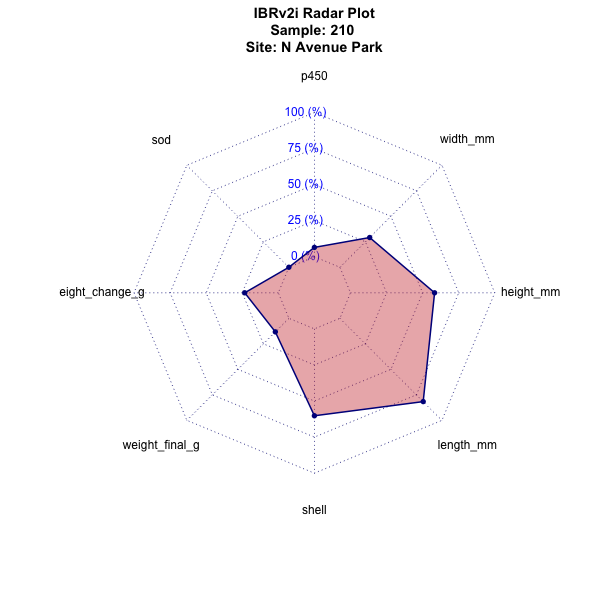 IBRv2i Radar Plot
Sample: 210
Site: N Avenue Park
p450
100 (%)
sod
width_mm
75 (%)
50 (%)
25 (%)
0 (%)
eight_change_g
height_mm
weight_final_g
length_mm
shell